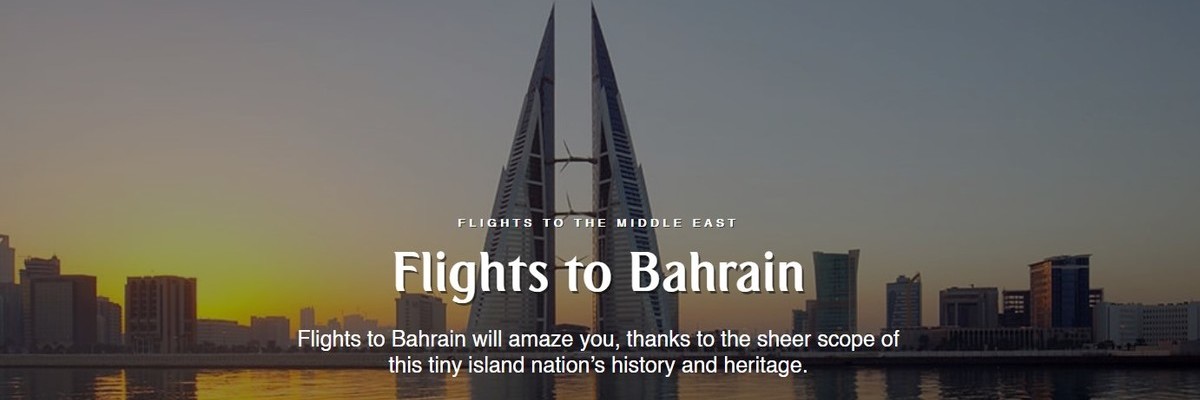 FLIGHTS TO THE MIDDLE EAST
Flights to Bahrain
Flights to Bahrain will amaze you, thanks to the sheer scope of
this tiny island nation’s history and heritage.